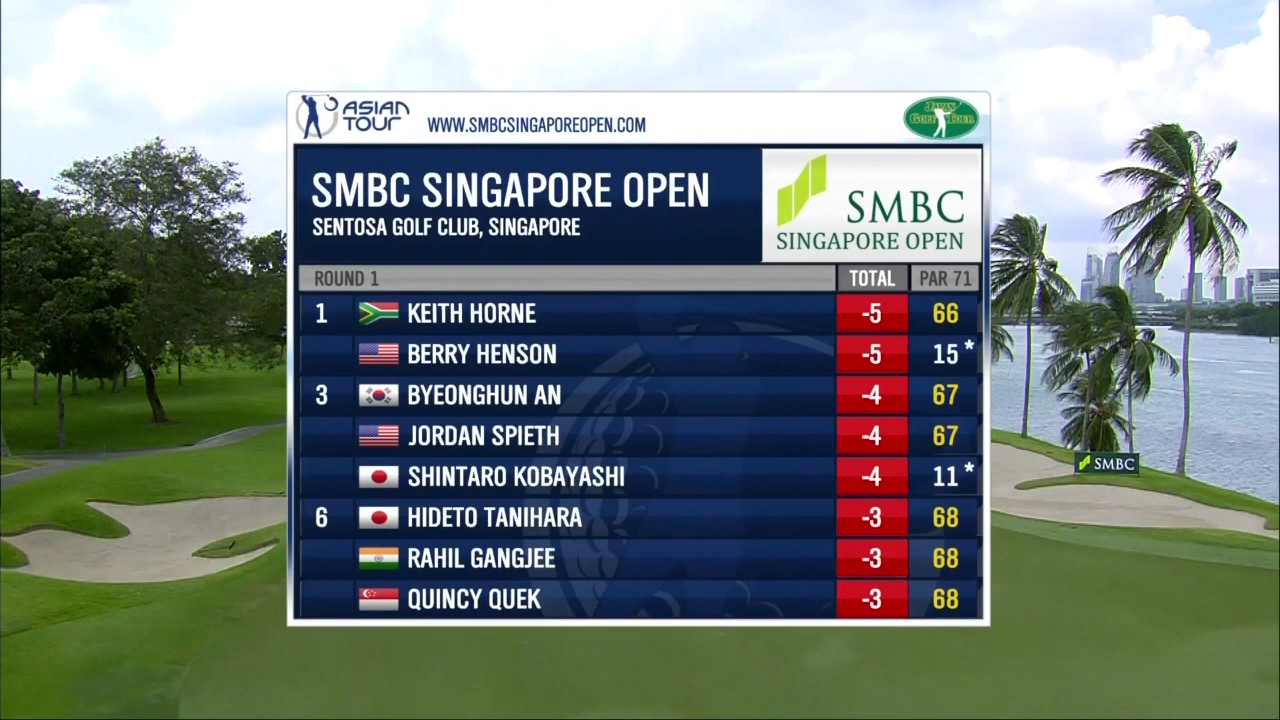 ASIAN TOUR
WWW.SMBCSINGAPOREOPEN.COM
JAPAN GOLF TOUR
SMBC SINGAPORE OPEN
SENTOSA GOLF CLUB, SINGAPORE
SMBC
SINGAPORE OPEN
ROUND 1 TOTAL PAR 71
1 KEITH HORNE -5 66
BERRY HENSON -5 15*
3 BYEONGHUN AN -4 67
JORDAN SPIETH -4 67
SHINTARO KOBAYASHI -4 11*
6 HIDETO TANIHARA -3 68
RAHIL GANGJEE -3 68
QUINCY QUEK -3 68
SMBC